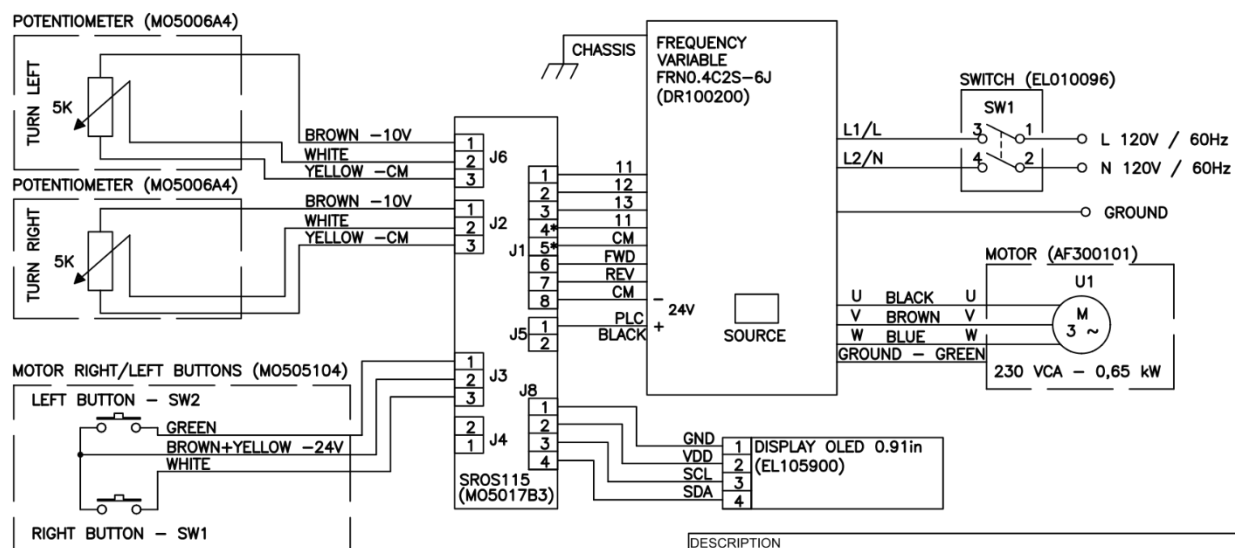 POTENTIOMETER (MO5006A4)
TURN LEFT
5K
BROWN -10V
WHITE
YELLOW -CM
1
2
3
J6
POTENTIOMETER (MO5006A4)
TURN RIGHT
5K
BROWN -10V
WHITE
YELLOW -CM
1
2
3
J2
MOTOR RIGHT/LEFT BUTTONS (MO505104)
LEFT BUTTON - SW2
GREEN
BROWN+YELLOW -24V
WHITE
RIGHT BUTTON - SW1
1
2
3
J3
2
1
J4
SROS115
(MO5017B3)
J1
1
2
3
4*
5*
6
7
8
11
12
13
11
CM
FWD
REV
CM
J5
1
2
PLC
BLACK
J8
1
2
3
4
CHASSIS
FREQUENCY
VARIABLE
FRN0.4C2S-6J
(DR100200)
-
24V
+
SOURCE
GND
VDD
SCL
SDA
1
2
3
4
DISPLAY OLED 0.91in
(EL105900)
SWITCH (EL010096)
SW1
L1/L
3
1
L 120V / 60Hz
L2/N
4
2
N 120V / 60Hz
GROUND
MOTOR (AF300101)
U1
U BLACK U
V BROWN V
W BLUE W
GROUND - GREEN
M
3 ~
230 VCA - 0,65 kW
DESCRIPTION